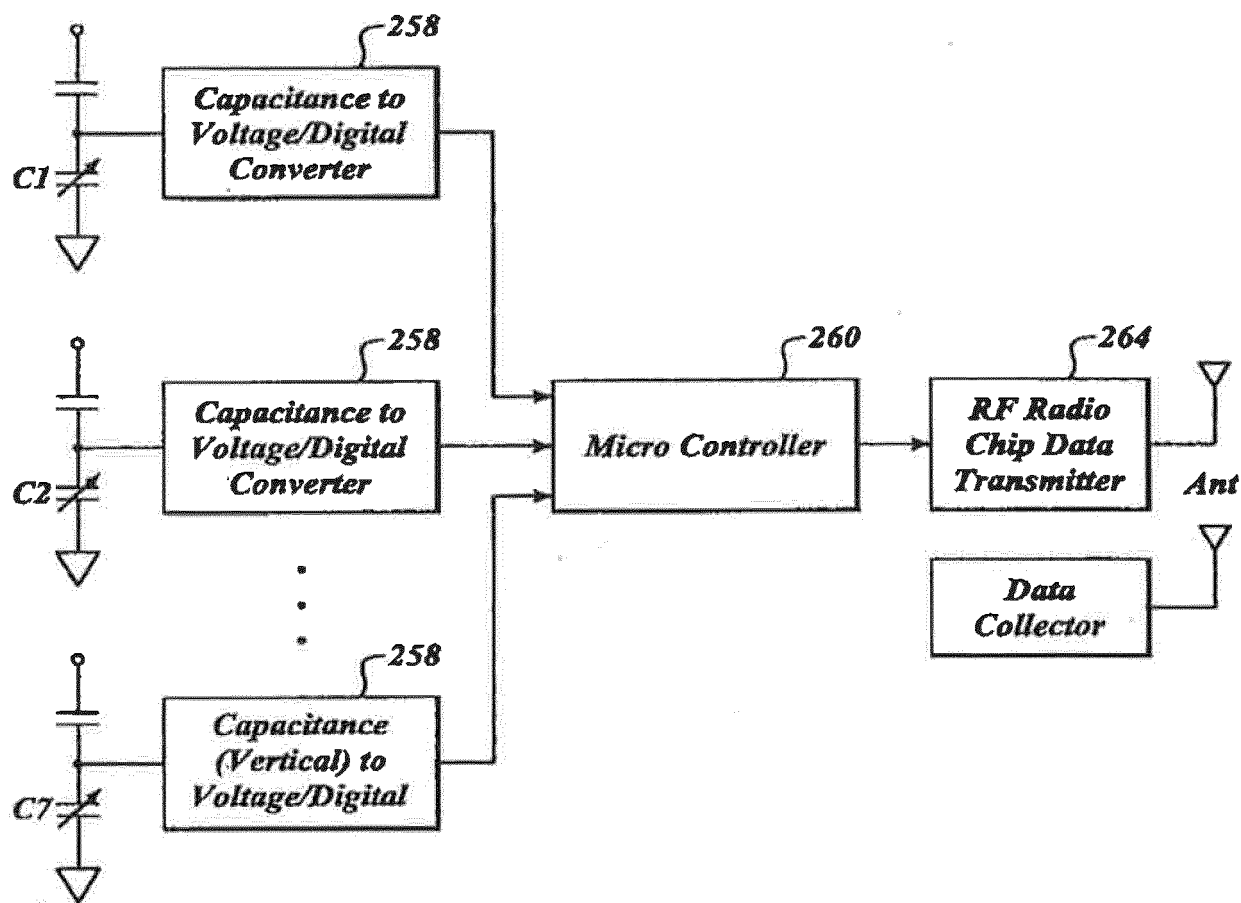 258
Capacitance to
Voltage/Digital
Converter
C1
258
Capacitance to
Voltage/Digital
Converter
C2
260
Micro Controller
264
RF Radio
Chip Data
Transmitter
Ant
Data
Collector
258
Capacitance
(Vertical) to
Voltage/Digital
C7